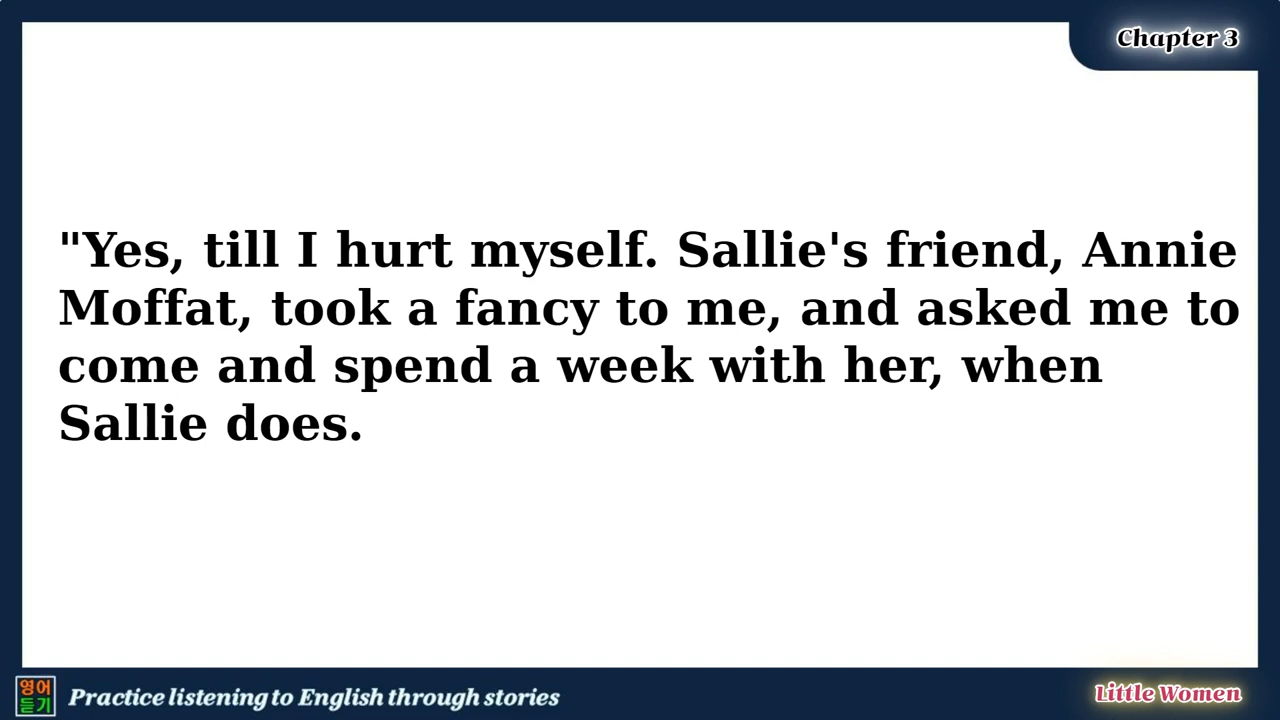 Chapter 3
"Yes, till I hurt myself. Sallie's friend, Annie
Moffat, took a fancy to me, and asked me to
come and spend a week with her, when
Sallie does.
영어
듣기
Practice listening to English through stories
Little Women